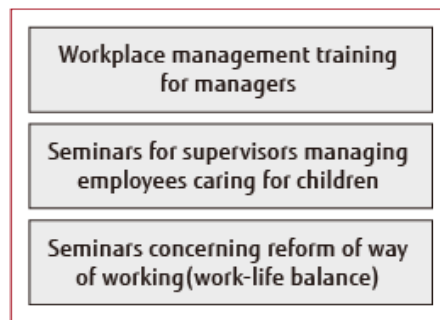 Workplace management training
for managers
Seminars for supervisors managing
employees caring for children
Seminars concerning reform of way
of working(work-life balance)